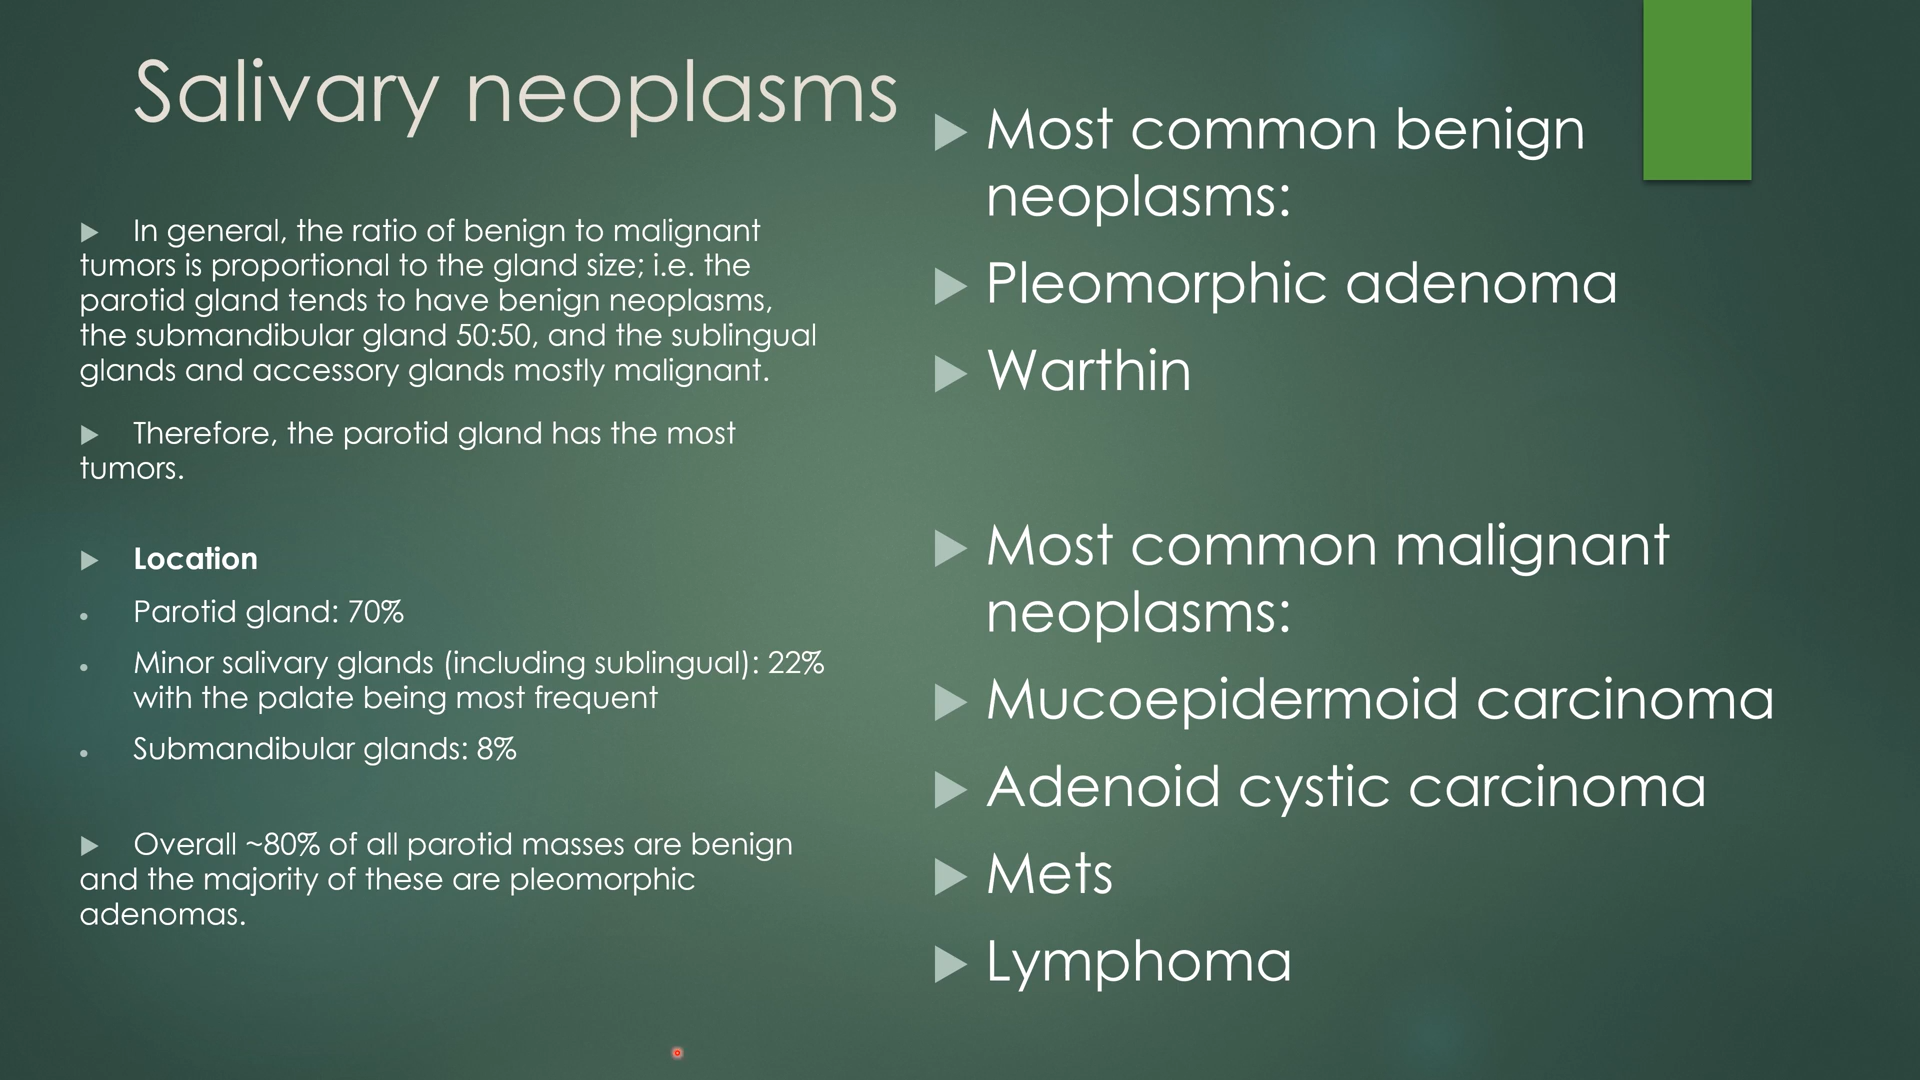 Salivary neoplasms
In general, the ratio of benign to malignant
tumors is proportional to the gland size; i.e. the
parotid gland tends to have benign neoplasms,
the submandibular gland 50:50, and the sublingual
glands and accessory glands mostly malignant.
Therefore, the parotid gland has the most
tumors.
Location
Parotid gland: 70%
Minor salivary glands (including sublingual): 22%
with the palate being most frequent
Submandibular glands: 8%
Overall ~80% of all parotid masses are benign
and the majority of these are pleomorphic
adenomas.
Most common benign
neoplasms:
Pleomorphic adenoma
Warthin
Most common malignant
neoplasms:
Mucoepidermoid carcinoma
Adenoid cystic carcinoma
Mets
Lymphoma